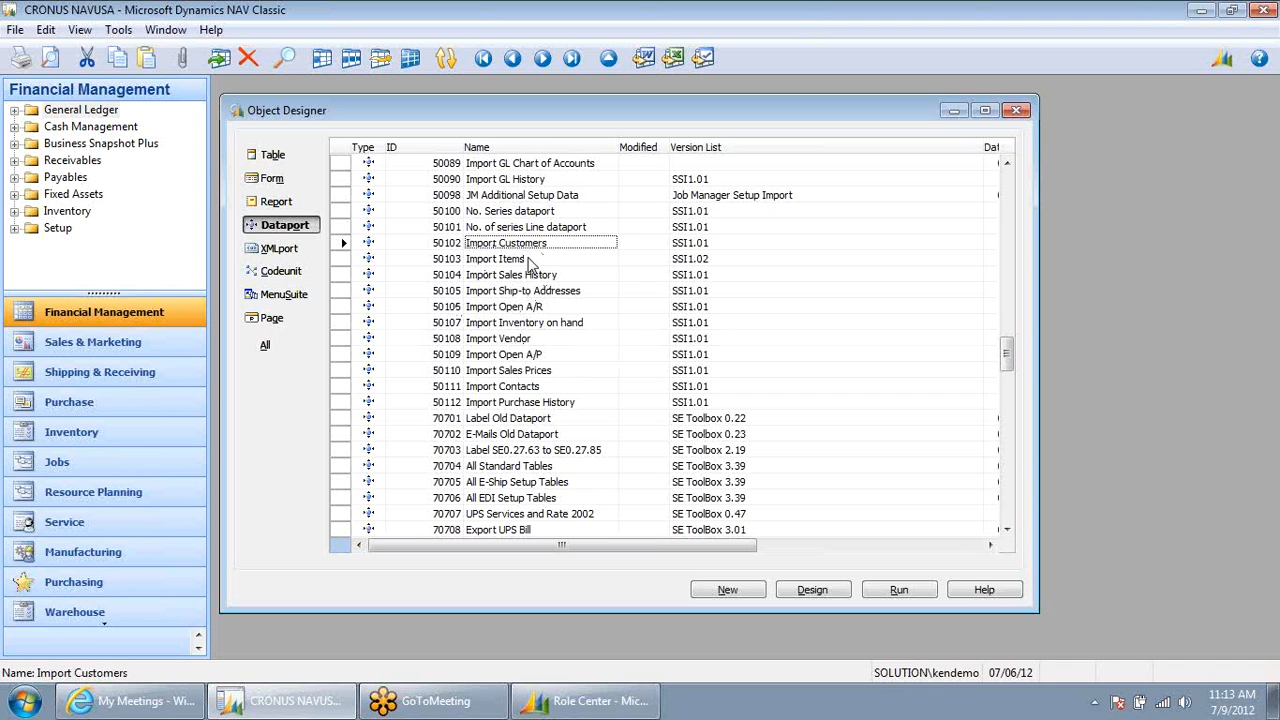 CRONUS NAVUSA - Microsoft Dynamics NAV Classic
File Edit View Tools Window Help
Financial Management
General Ledger
Cash Management
Business Snapshot Plus
Receivables
Payables
Fixed Assets
Inventory
Setup
Financial Management
Sales & Marketing
Shipping & Receiving
Purchase
Inventory
Jobs
Resource Planning
Service
Manufacturing
Purchasing
Warehouse
Object Designer
Table
Form
Report
Dataport
XMLport
Codeunit
MenuSuite
Page
All
Type ID Name Modified Version List Dat
50089 Import GL Chart of Accounts
50090 Import GL History SSI1.01
50098 JM Additional Setup Data Job Manager Setup Import
50100 No. Series dataport SSI1.01
50101 No. of series Line dataport SSI1.01
50102 Import Customers SSI1.01
50103 Import Items SSI1.02
50104 Import Sales History SSI1.01
50105 Import Ship-to Addresses SSI1.01
50105 Import Open A/R SSI1.01
50107 Import Inventory on hand SSI1.01
50108 Import Vendor SSI1.01
50109 Import Open A/P SSI1.01
50110 Import Sales Prices SSI1.01
50111 Import Contacts SSI1.01
50112 Import Purchase History SSI1.01
70701 Label Old Dataport SE Toolbox 0.22
70702 E-Mails Old Dataport SE Toolbox 0.23
70703 Label SE0.27.63 to SE0.27.85 SE ToolBox 2.19
70704 All Standard Tables SE ToolBox 3.39
70705 All E-Ship Setup Tables SE ToolBox 3.39
70706 All EDI Setup Tables SE ToolBox 3.39
70707 UPS Services and Rate 2002 SE ToolBox 0.47
70708 Export UPS Bill SE ToolBox 3.01
New Design Run Help
Name: Import Customers SOLUTION\kendemo 07/06/12
My Meetings - Wi... CRONUS NAVUS... GoToMeeting Role Center - Mic...
11:13 AM
7/9/2012